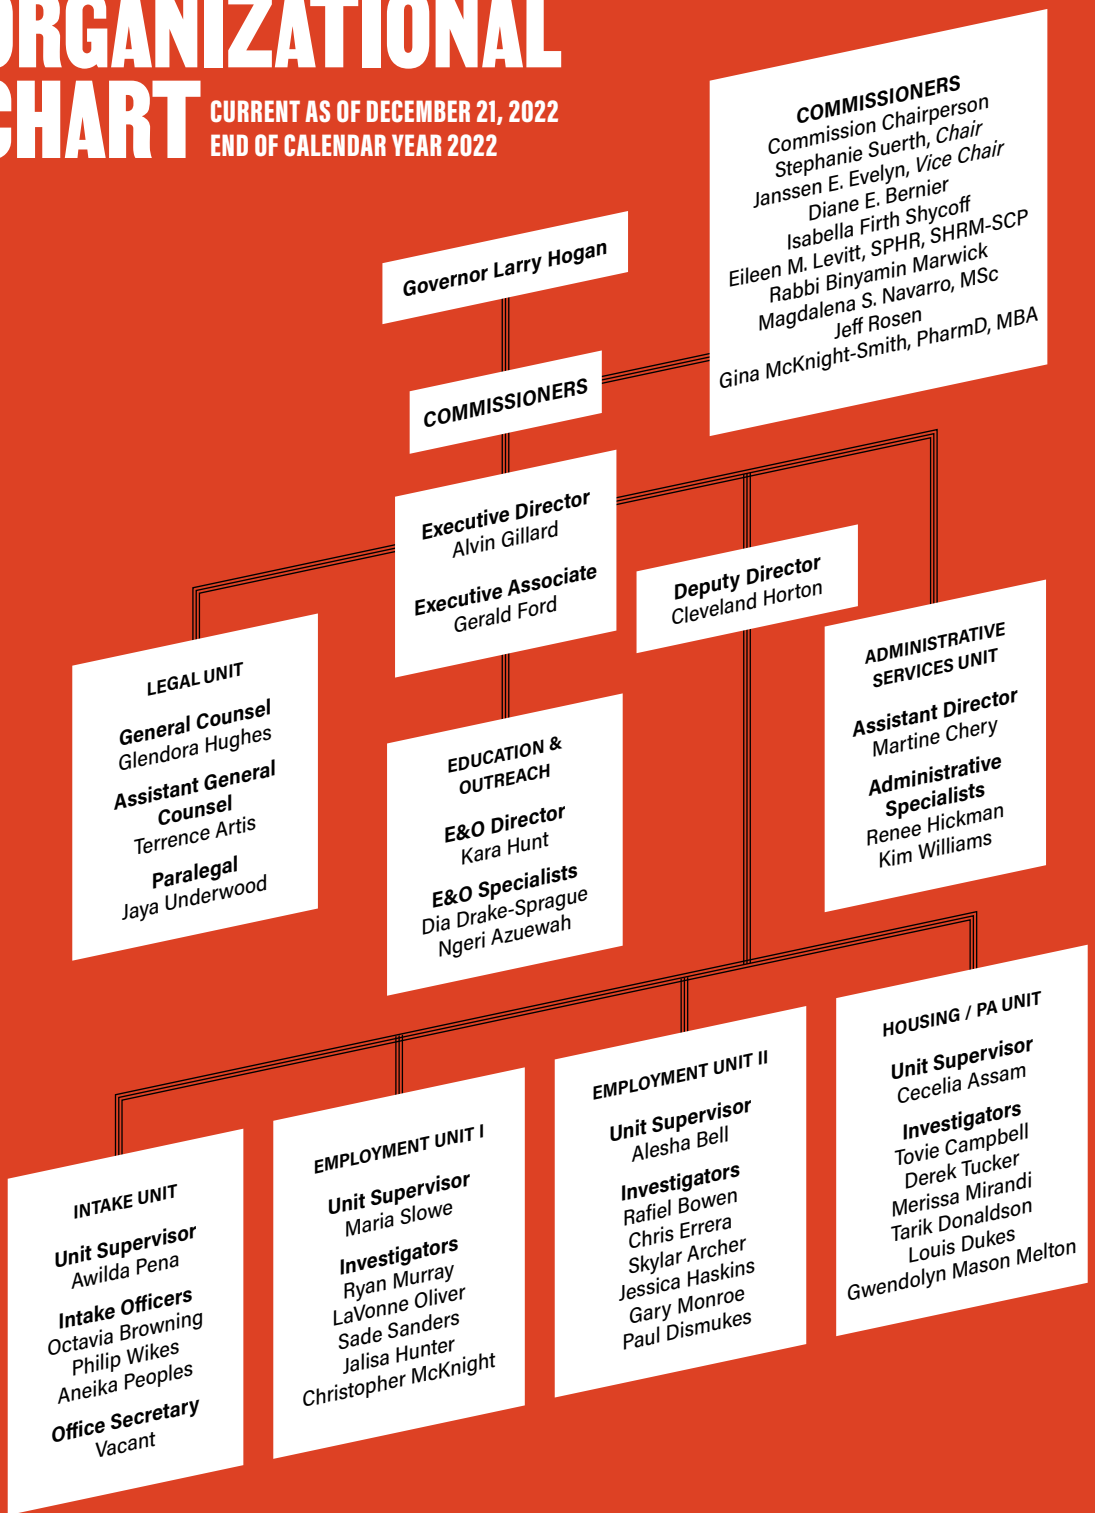 ORGANIZATIONAL
CHART
CURRENT AS OF DECEMBER 21, 2022
END OF CALENDAR YEAR 2022
COMMISSIONERS
Commission Chairperson
Stephanie Suerth, Chair
Janssen E. Evelyn, Vice Chair
Diane E. Bernier
Isabella Firth Shycoff
Eileen M. Levitt, SPHR, SHRM-SCP
Rabbi Binyamin Marwick
Magdalena S. Navarro, MSc
Jeff Rosen
Gina McKnight-Smith, PharmD, MBA
Governor Larry Hogan
COMMISSIONERS
Executive Director
Alvin Gillard
Executive Associate
Gerald Ford
Deputy Director
Cleveland Horton
LEGAL UNIT
General Counsel
Glendora Hughes
Assistant General
Counsel
Terrence Artis
Paralegal
Jaya Underwood
EDUCATION &
OUTREACH
E&O Director
Kara Hunt
E&O Specialists
Dia Drake-Sprague
Ngeri Azuewah
ADMINISTRATIVE
SERVICES UNIT
Assistant Director
Martine Chery
Administrative
Specialists
Renee Hickman
Kim Williams
INTAKE UNIT
Unit Supervisor
Awilda Pena
Intake Officers
Octavia Browning
Philip Wikes
Aneika Peoples
Office Secretary
Vacant
EMPLOYMENT UNIT I
Unit Supervisor
Maria Slowe
Investigators
Ryan Murray
LaVonne Oliver
Sade Sanders
Jalisa Hunter
Christopher McKnight
EMPLOYMENT UNIT II
Unit Supervisor
Alesha Bell
Investigators
Rafiel Bowen
Chris Errera
Skylar Archer
Jessica Haskins
Gary Monroe
Paul Dismukes
HOUSING / PA UNIT
Unit Supervisor
Cecelia Assam
Investigators
Tovie Campbell
Derek Tucker
Merissa Mirandi
Tarik Donaldson
Louis Dukes
Gwendolyn Mason Melton